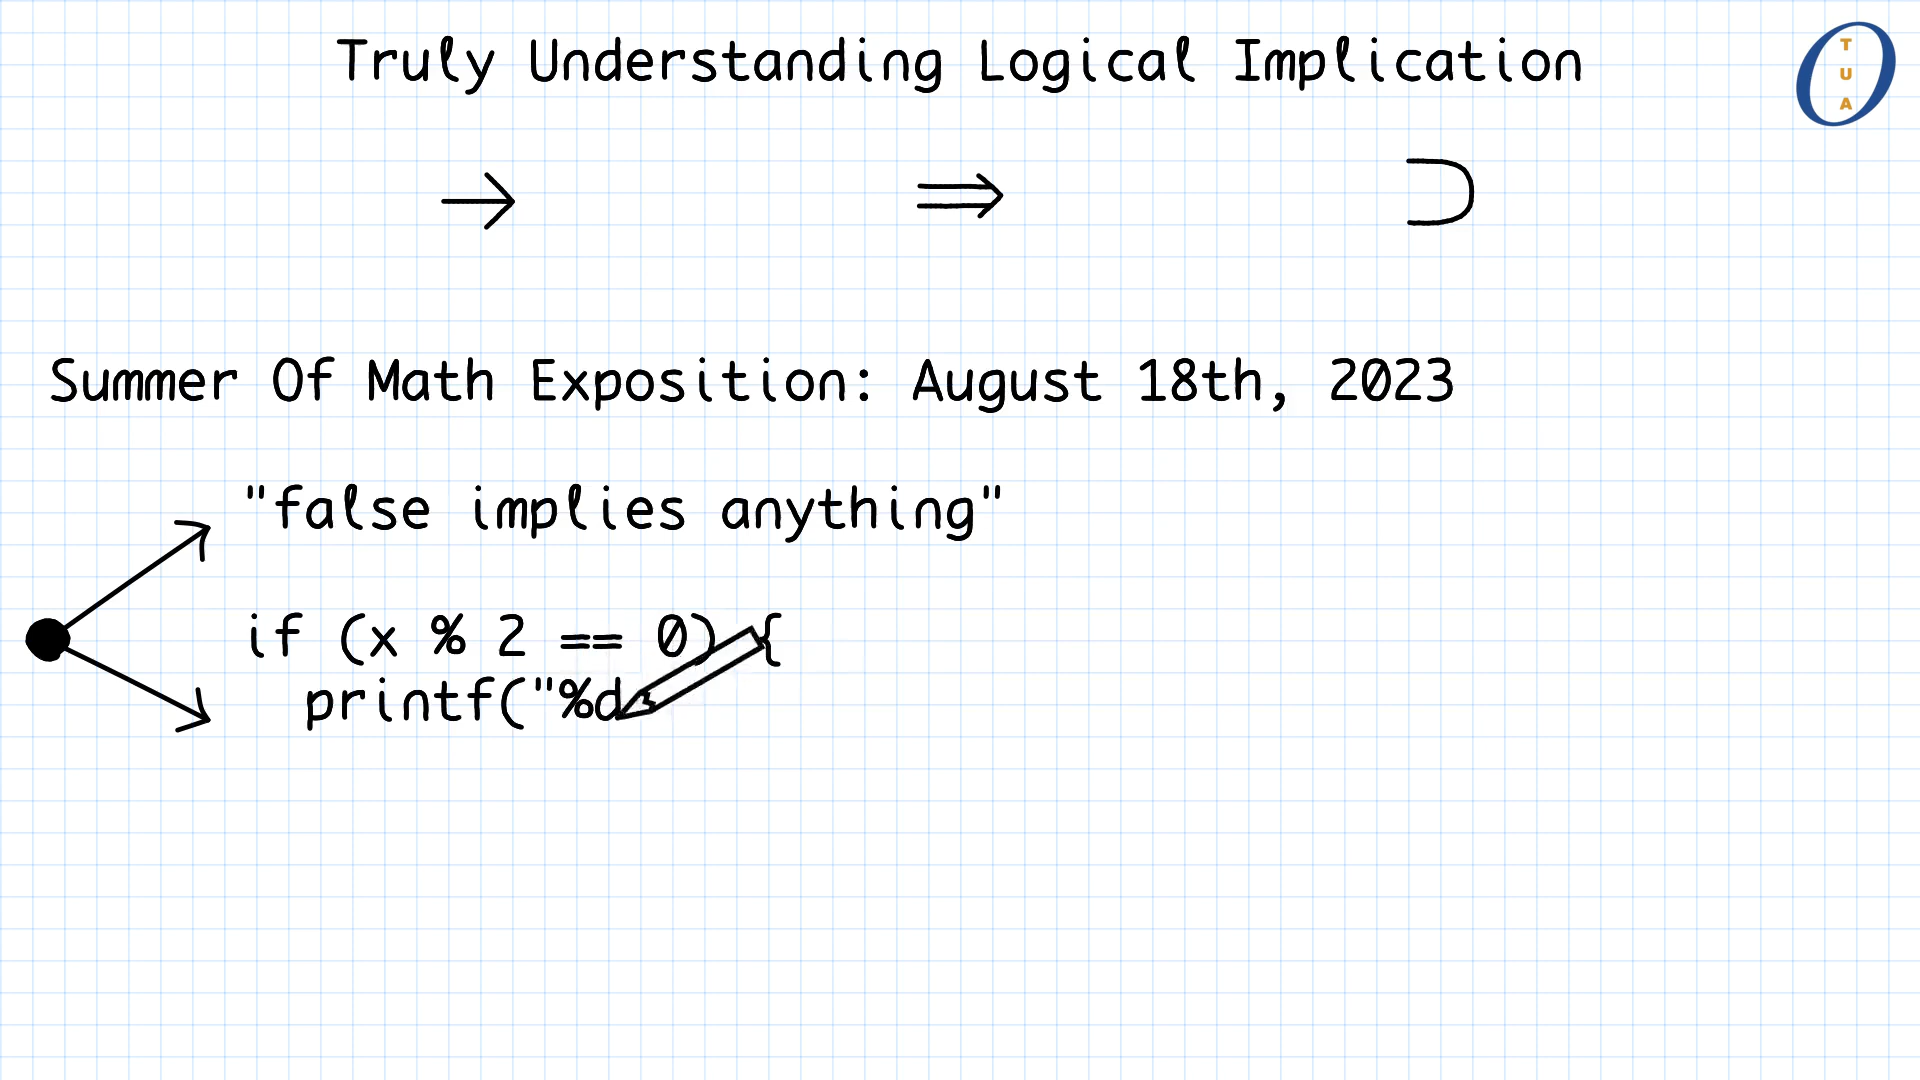 Truly Understanding Logical Implication
T
U
A
→ ⇒ ⊃
Summer Of Math Exposition: August 18th, 2023
"false implies anything"
if (x % 2 == 0) {
printf("%d